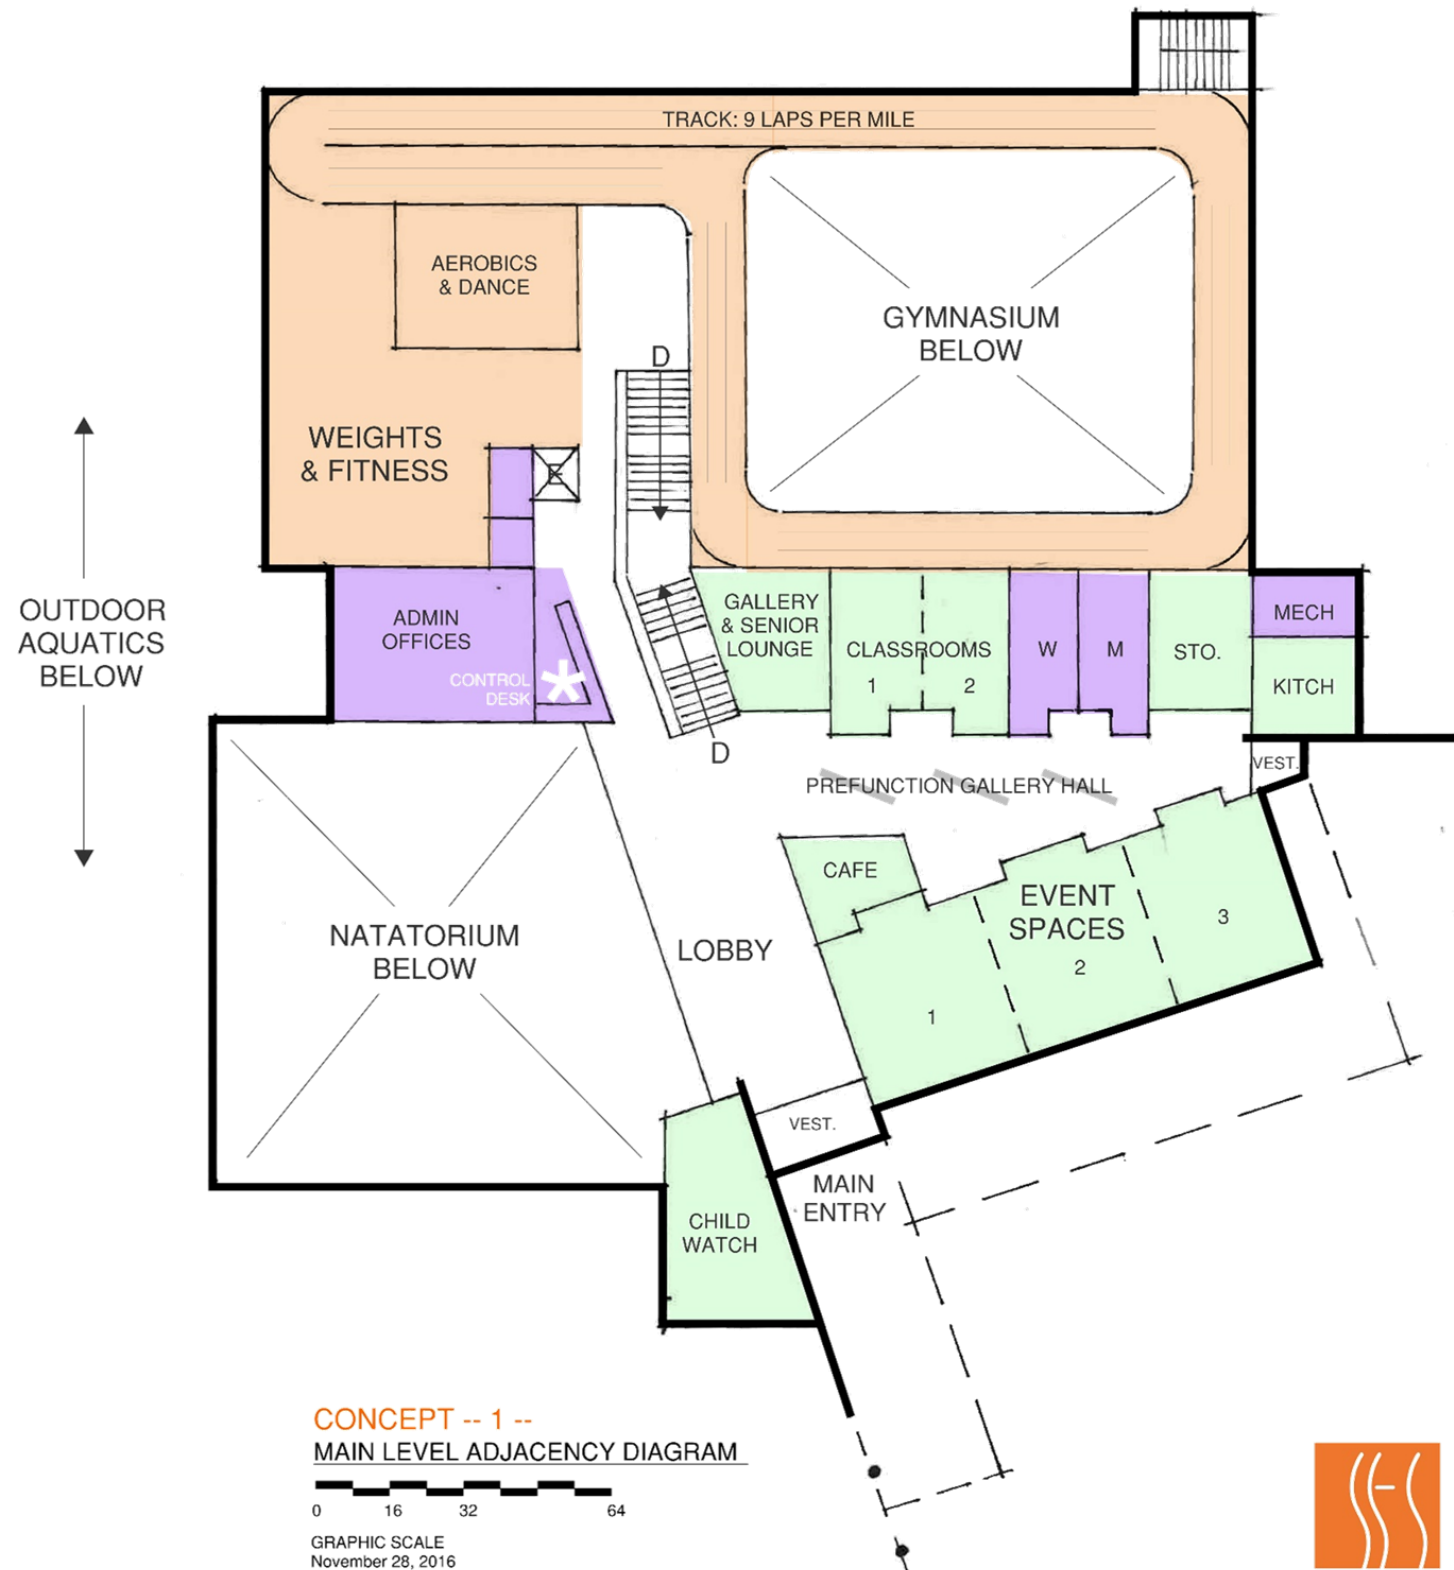 TRACK: 9 LAPS PER MILE
AEROBICS
& DANCE
GYMNASIUM
BELOW
D
WEIGHTS
& FITNESS
E
OUTDOOR
AQUATICS
BELOW
ADMIN
OFFICES
CONTROL
DESK
GALLERY
& SENIOR
LOUNGE
CLASSROOMS
1
2
W
M
STO.
MECH
KITCH
D
VEST.
PREFUNCTION GALLERY HALL
CAFE
EVENT
SPACES
1
2
3
NATATORIUM
BELOW
LOBBY
VEST.
MAIN
ENTRY
CHILD
WATCH
CONCEPT -- 1 --
MAIN LEVEL ADJACENCY DIAGRAM
0 16 32 64
GRAPHIC SCALE
November 28, 2016